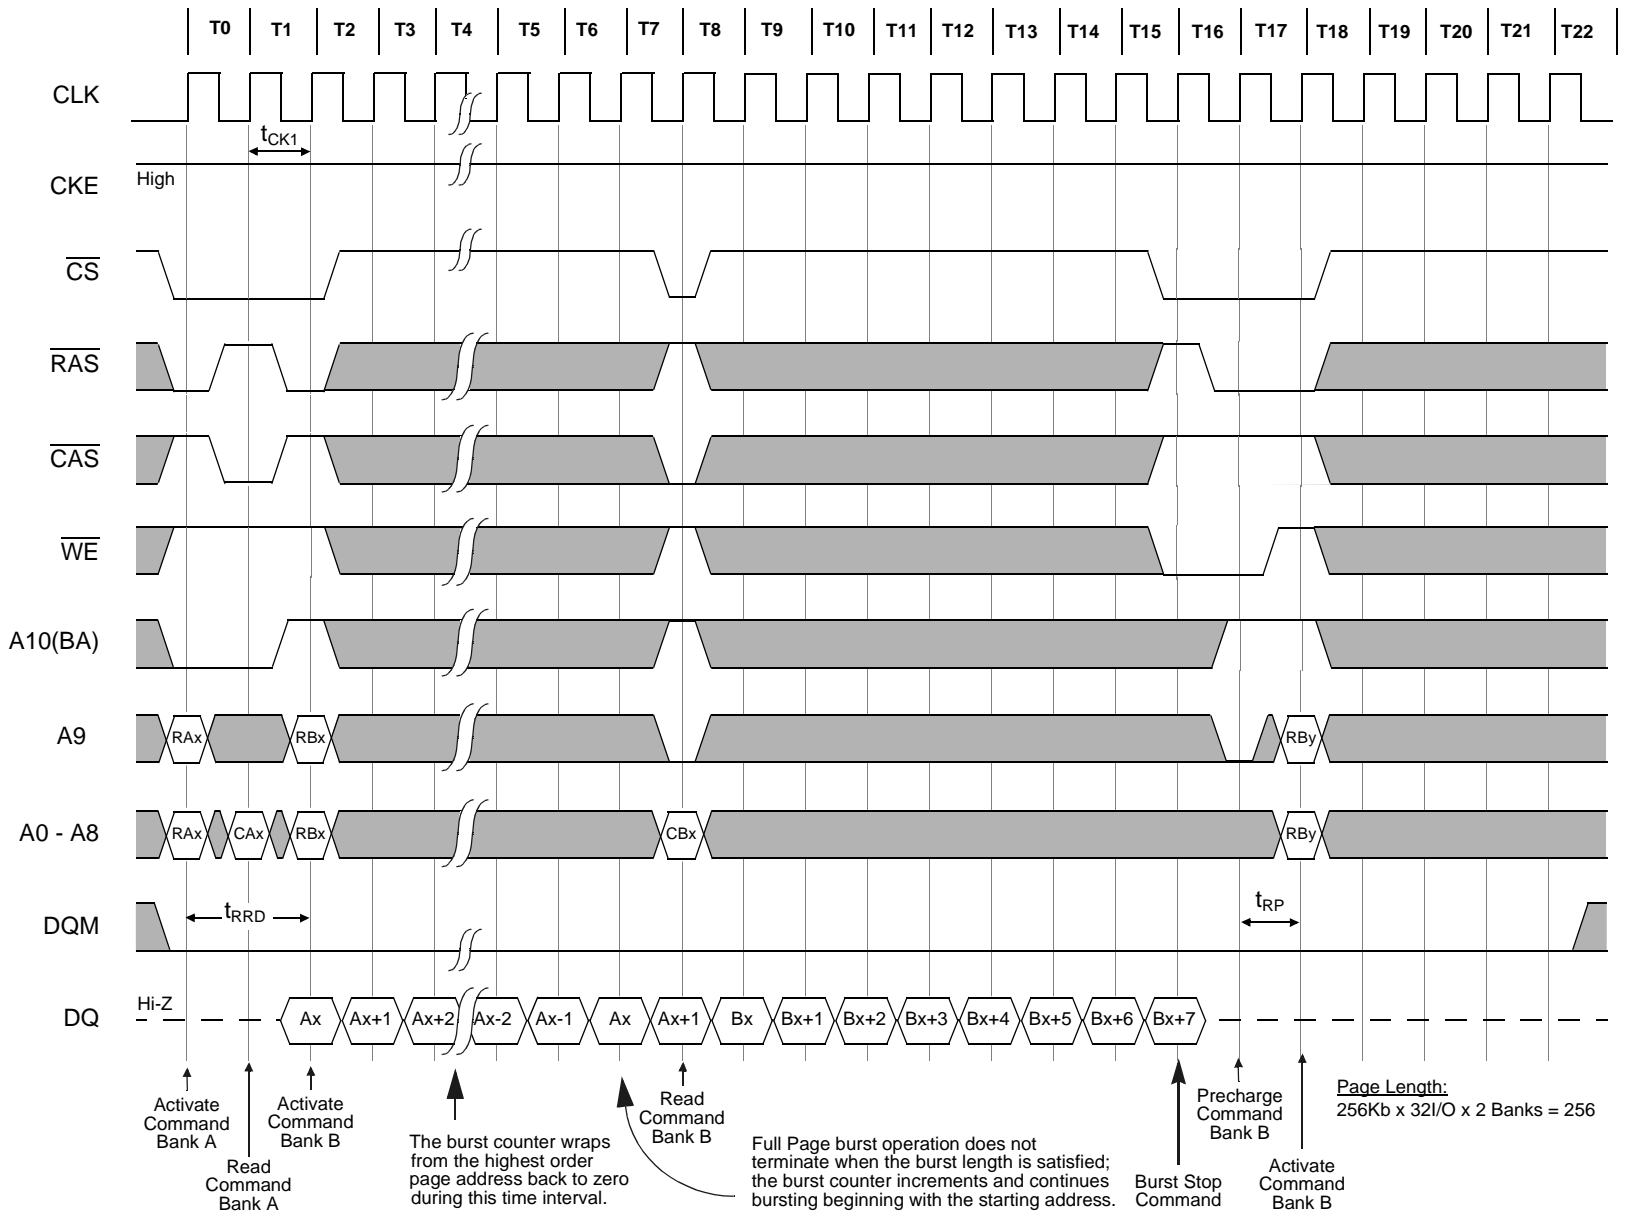 T0 T1 T2 T3 T4 T5 T6 T7 T8 T9 T10 T11 T12 T13 T14 T15 T16 T17 T18 T19 T20 T21 T22
CLK
tCK1
CKE
High
CS
RAS
CAS
WE
A10(BA)
A9
RAx RBx RBy
A0 - A8
RAx CAx RBx CBx RBy
DQM
tRRD
tRP
DQ
Hi-Z
Ax Ax+1 Ax+2 Ax-2 Ax-1 Ax Ax+1 Bx Bx+1 Bx+2 Bx+3 Bx+4 Bx+5 Bx+6 Bx+7
Activate
Command
Bank A
Read
Command
Bank A
Activate
Command
Bank B
The burst counter wraps
from the highest order
page address back to zero
during this time interval.
Read
Command
Bank B
Full Page burst operation does not
terminate when the burst length is satisfied;
the burst counter increments and continues
bursting beginning with the starting address.
Burst Stop
Command
Precharge
Command
Bank B
Activate
Command
Bank B
Page Length:
256Kb x 32I/O x 2 Banks = 256